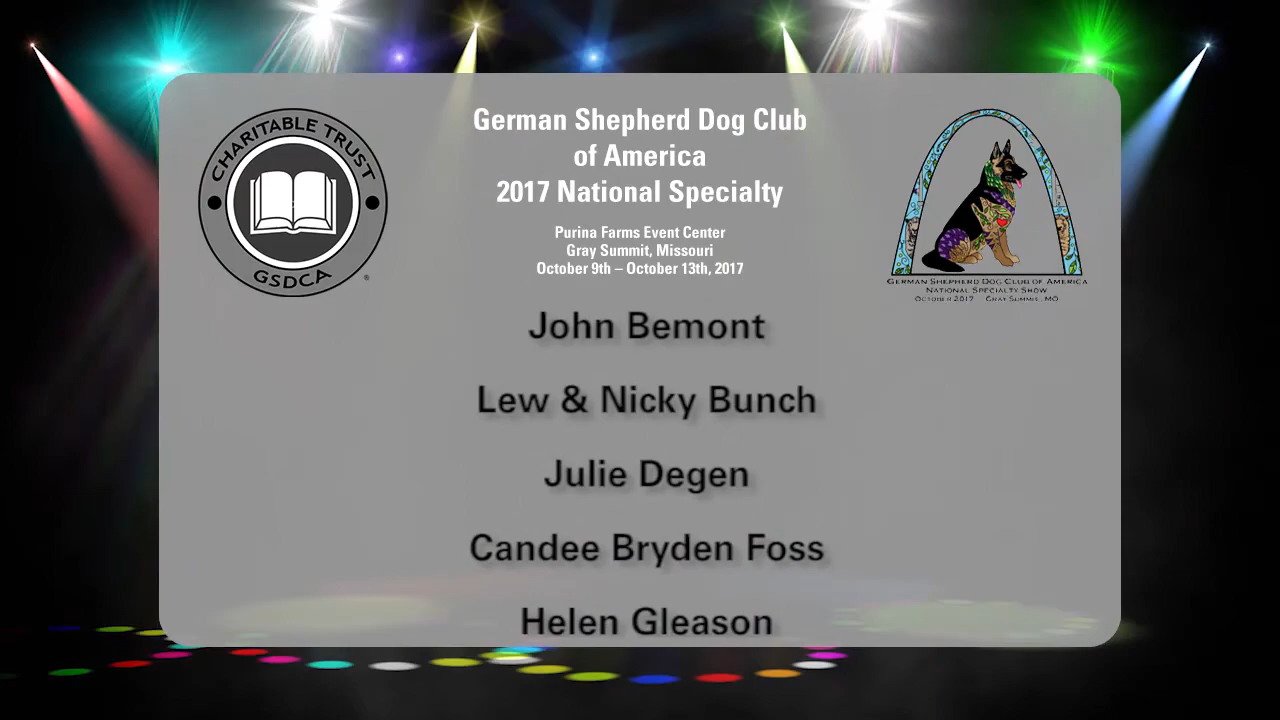 CHARITABLE TRUST
GSDCA
®
German Shepherd Dog Club
of America
2017 National Specialty
Purina Farms Event Center
Gray Summit, Missouri
October 9th – October 13th, 2017
German Shepherd Dog Club of America
National Specialty Show
October 2017 Gray Summit, MO
John Bemont
Lew & Nicky Bunch
Julie Degen
Candee Bryden Foss
Helen Gleason